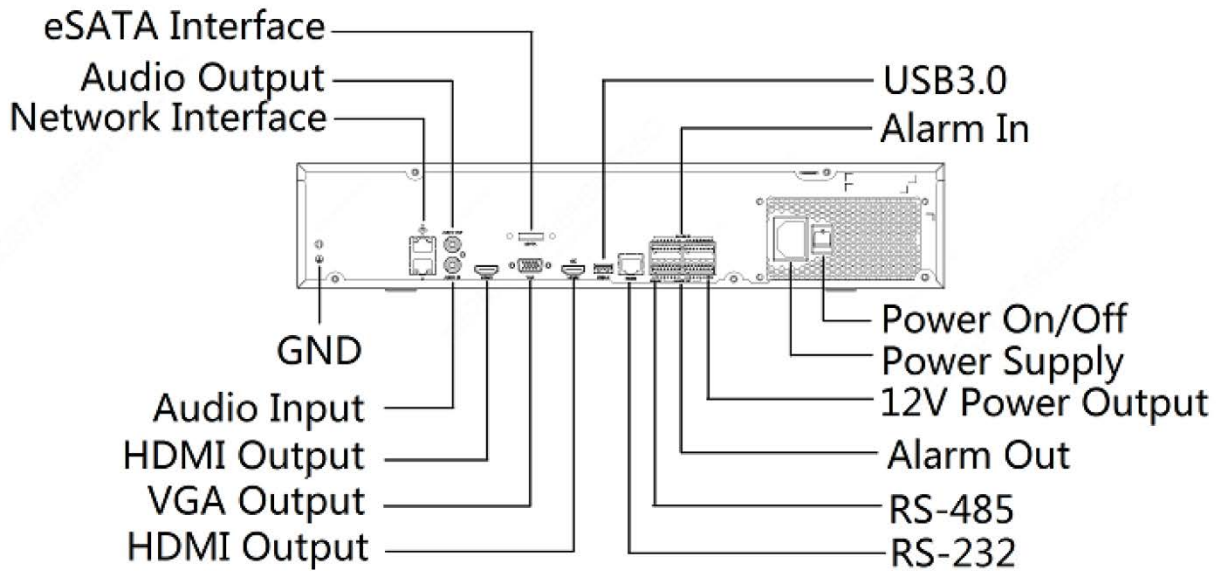 eSATA Interface
Audio Output
Network Interface
USB3.0
Alarm In
GND
Audio Input
HDMI Output
VGA Output
HDMI Output
Power On/Off
Power Supply
12V Power Output
Alarm Out
RS-485
RS-232